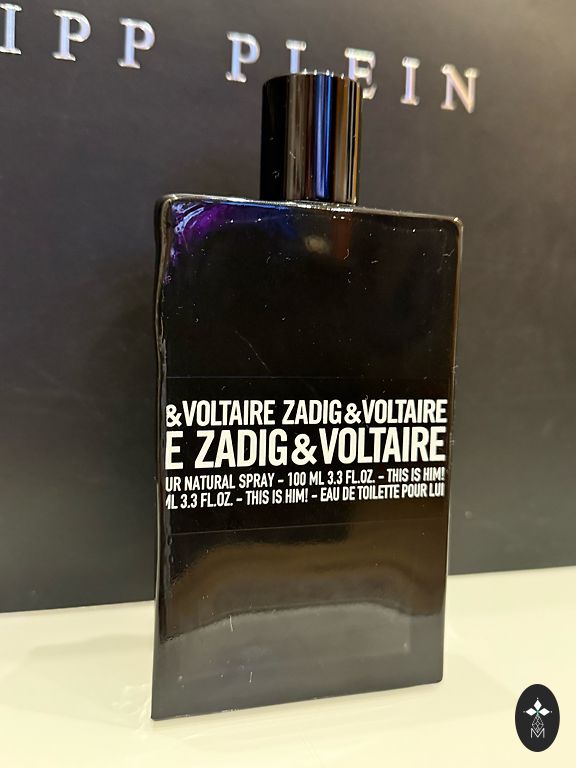 IPP PLEIN
&VOLTAIRE ZADIG&VOLTAIRE
E ZADIG&VOLTAIRE
UR NATURAL SPRAY – 100 ML 3.3 FL.OZ. – THIS IS HIM!
ML 3.3 FL.OZ. – THIS IS HIM! – EAU DE TOILETTE POUR LUI
M